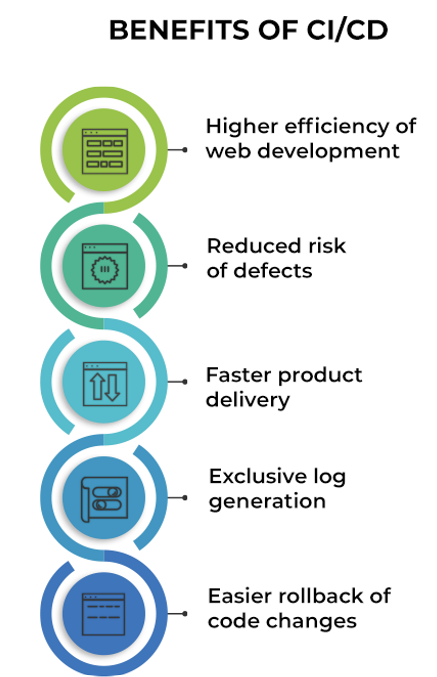 BENEFITS OF CI/CD
Higher efficiency of
web development
Reduced risk
of defects
Faster product
delivery
Exclusive log
generation
Easier rollback of
code changes